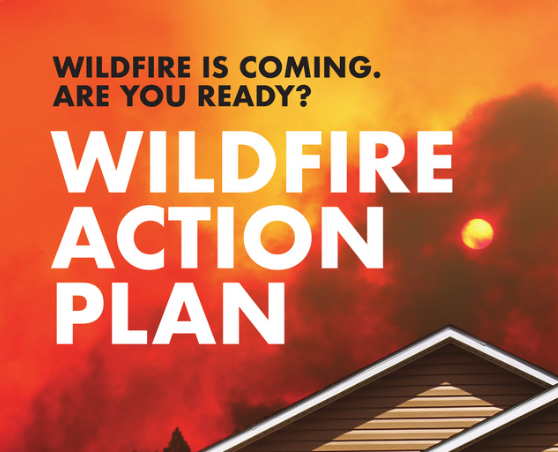 WILDFIRE IS COMING.
ARE YOU READY?
WILDFIRE
ACTION
PLAN